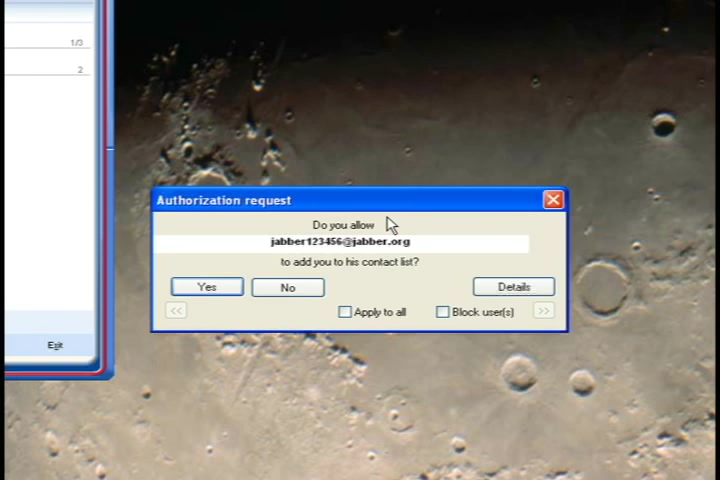 1/3
2
Authorization request
Do you allow
jabber123456@jabber.org
to add you to his contact list?
Yes
No
Details
<<
Apply to all
Block user(s)
>>
Exit